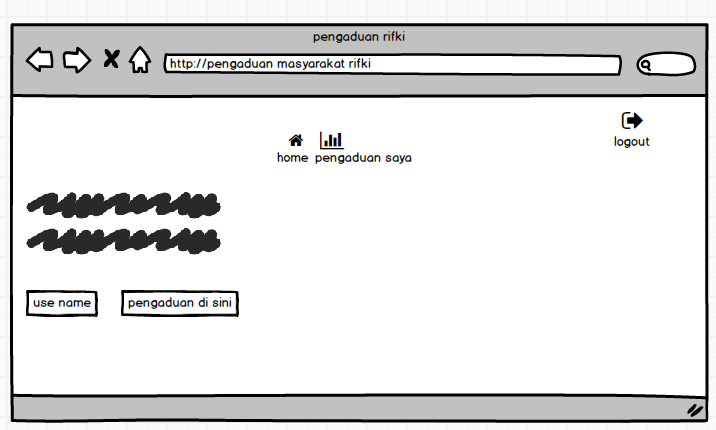 pengaduan rifki
http://pengaduan masyarakat rifki
logout
home pengaduan saya
use name pengaduan di sini